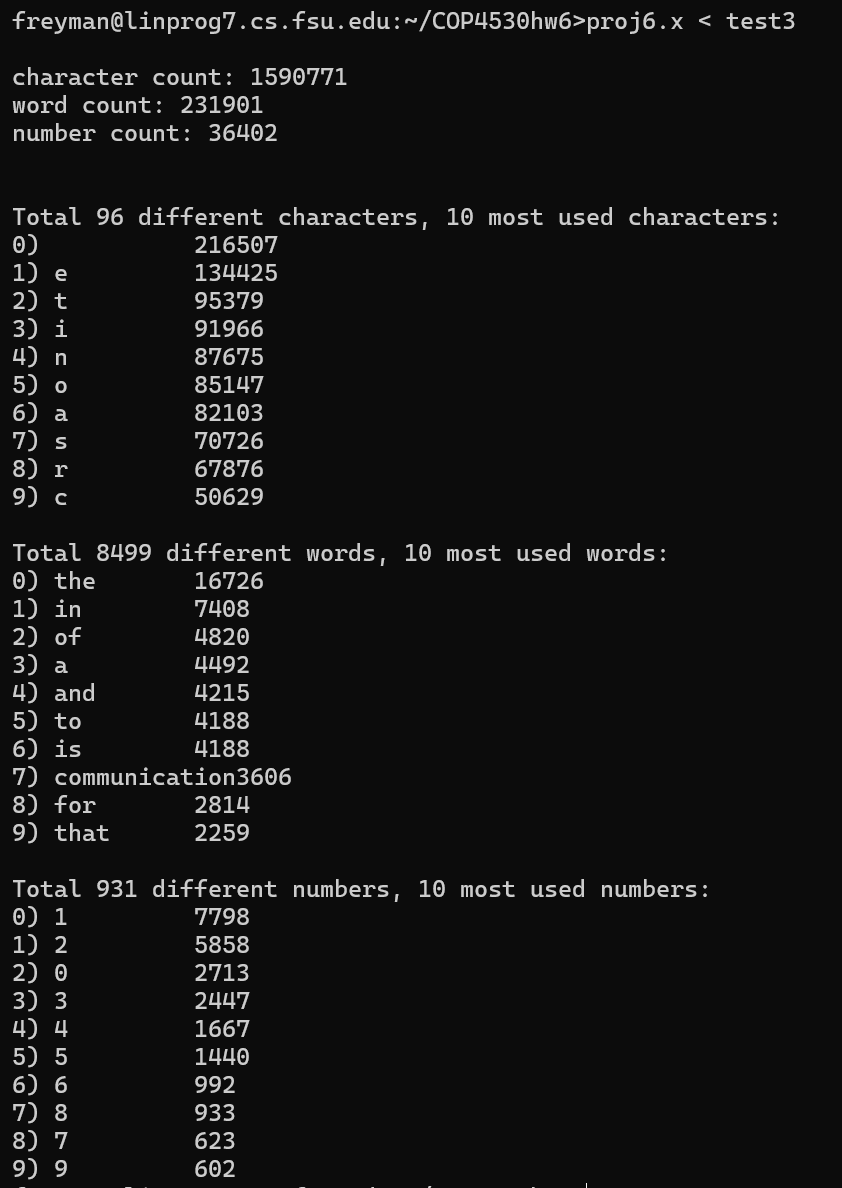 freyman@linprog7.cs.fsu.edu:~/COP4530hw6>proj6.x < test3
character count: 1590771
word count: 231901
number count: 36402
Total 96 different characters, 10 most used characters:
0)           216507
1) e         134425
2) t         95379
3) i         91966
4) n         87675
5) o         85147
6) a         82103
7) s         70726
8) r         67876
9) c         50629
Total 8499 different words, 10 most used words:
0) the       16726
1) in        7408
2) of        4820
3) a         4492
4) and       4215
5) to        4188
6) is        4188
7) communication3606
8) for       2814
9) that      2259
Total 931 different numbers, 10 most used numbers:
0) 1         7798
1) 2         5858
2) 0         2713
3) 3         2447
4) 4         1667
5) 5         1440
6) 6         992
7) 8         933
8) 7         623
9) 9         602